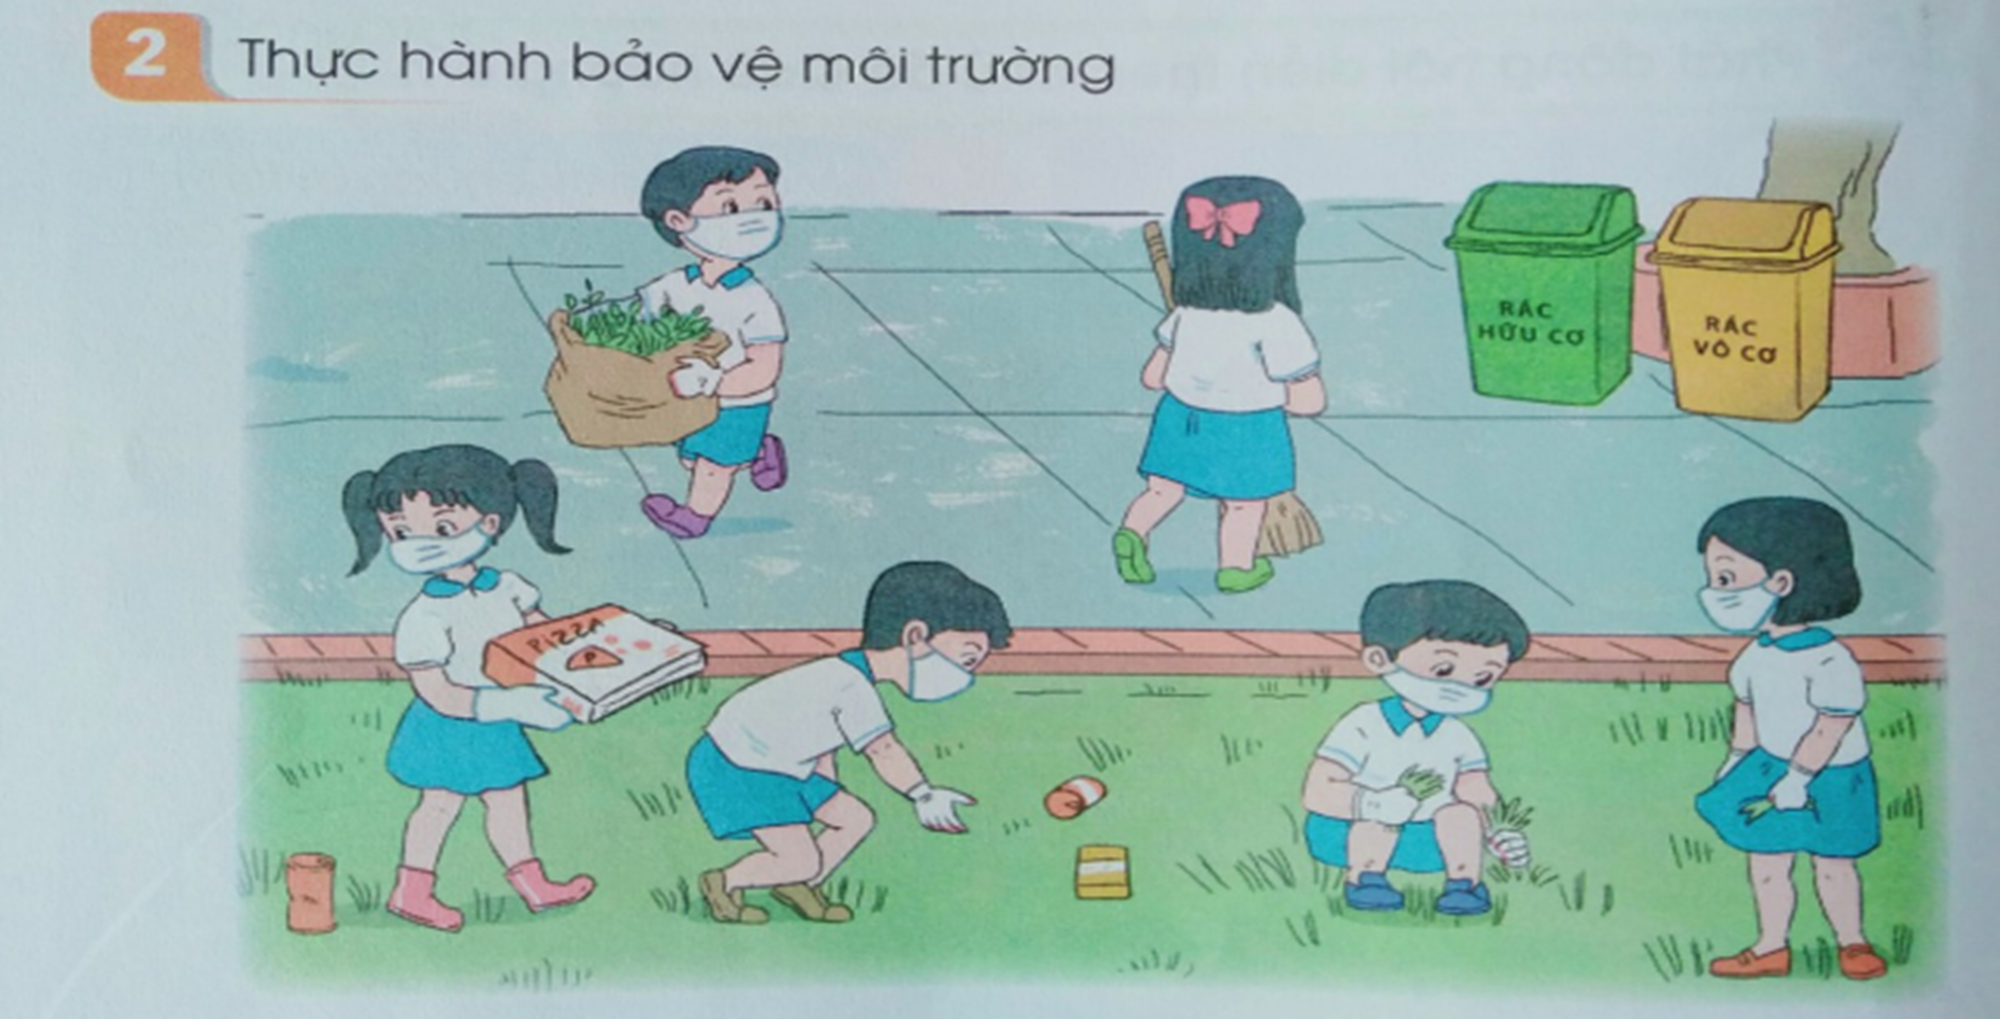 2 Thực hành bảo vệ môi trường
RÁC
HỮU CƠ
RÁC
VÔ CƠ
PIZZA